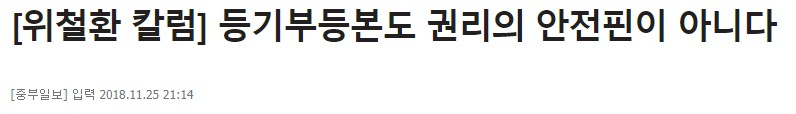 [위철환 칼럼] 등기부등본도 권리의 안전핀이 아니다
[중부일보] 입력 2018.11.25 21:14